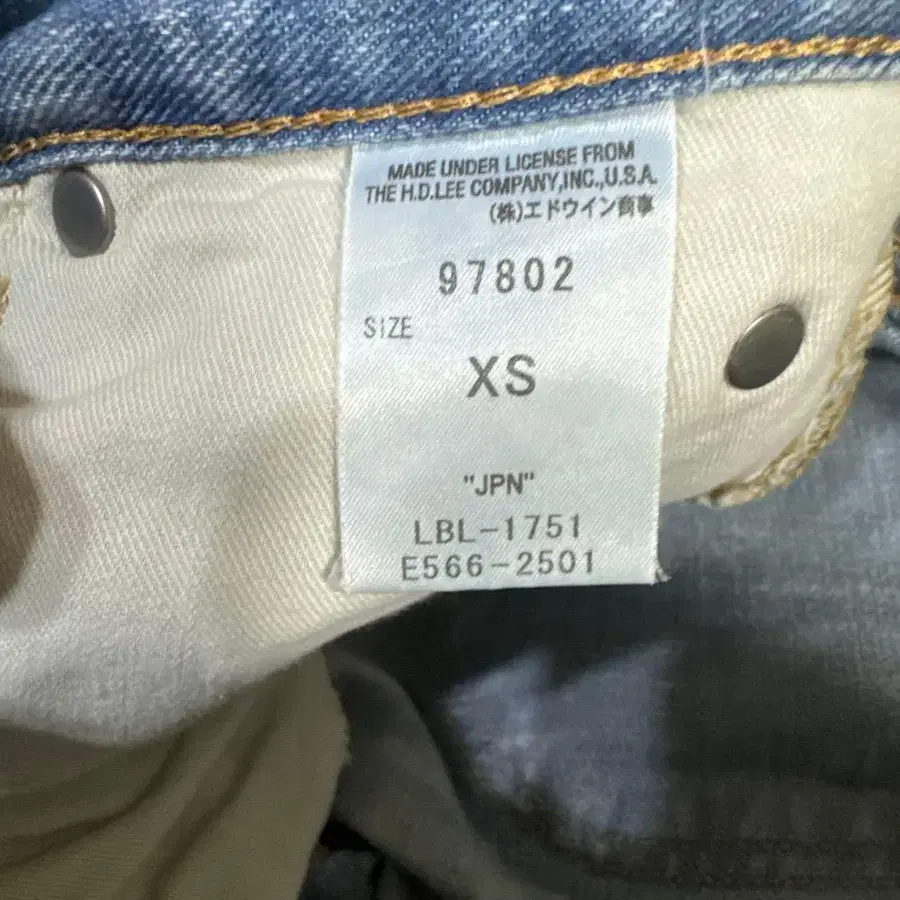 MADE UNDER LICENSE FROM
THE H.D.LEE COMPANY,INC.,U.S.A.
(株)エドウイン商事
97802
SIZE
XS
"JPN"
LBL-1751
E566-2501